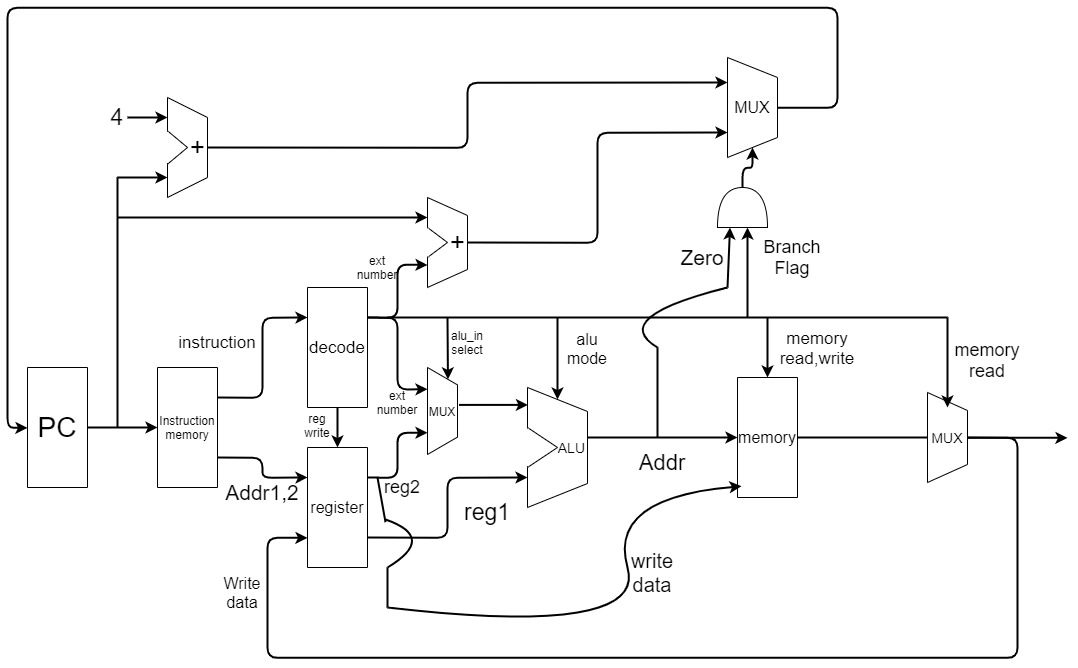 MUX
4
+
+
Zero
Branch
Flag
ext
number
instruction
decode
alu_in
select
alu
mode
memory
read,write
memory
read
PC
Instruction
memory
ext
number
MUX
reg
write
ALU
memory
MUX
Addr
Addr1,2
reg2
register
reg1
write
data
Write
data